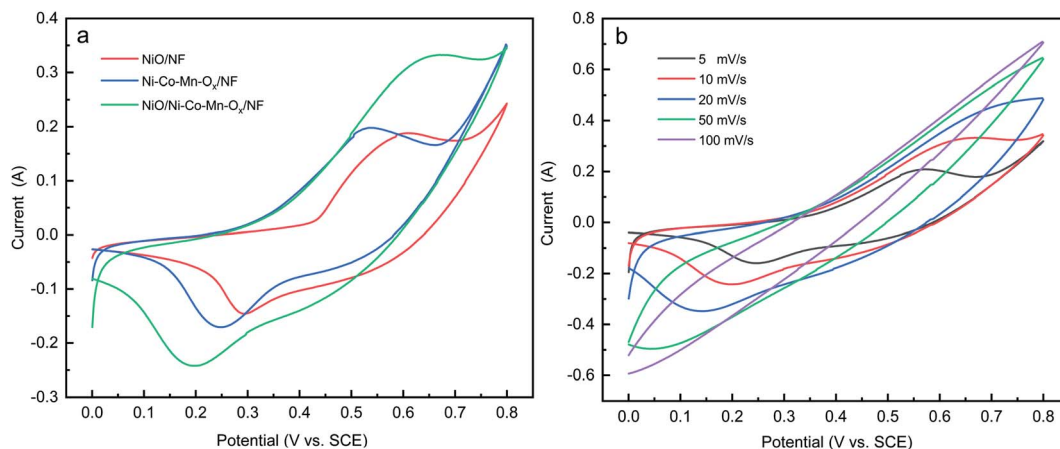 a
NiO/NF
Ni-Co-Mn-Oₓ/NF
NiO/Ni-Co-Mn-Oₓ/NF
Current (A)
0.4
0.3
0.2
0.1
0.0
-0.1
-0.2
-0.3
0.0 0.1 0.2 0.3 0.4 0.5 0.6 0.7 0.8
Potential (V vs. SCE)
b
5 mV/s
10 mV/s
20 mV/s
50 mV/s
100 mV/s
Current (A)
0.8
0.6
0.4
0.2
0.0
-0.2
-0.4
-0.6
0.0 0.1 0.2 0.3 0.4 0.5 0.6 0.7 0.8
Potential (V vs. SCE)